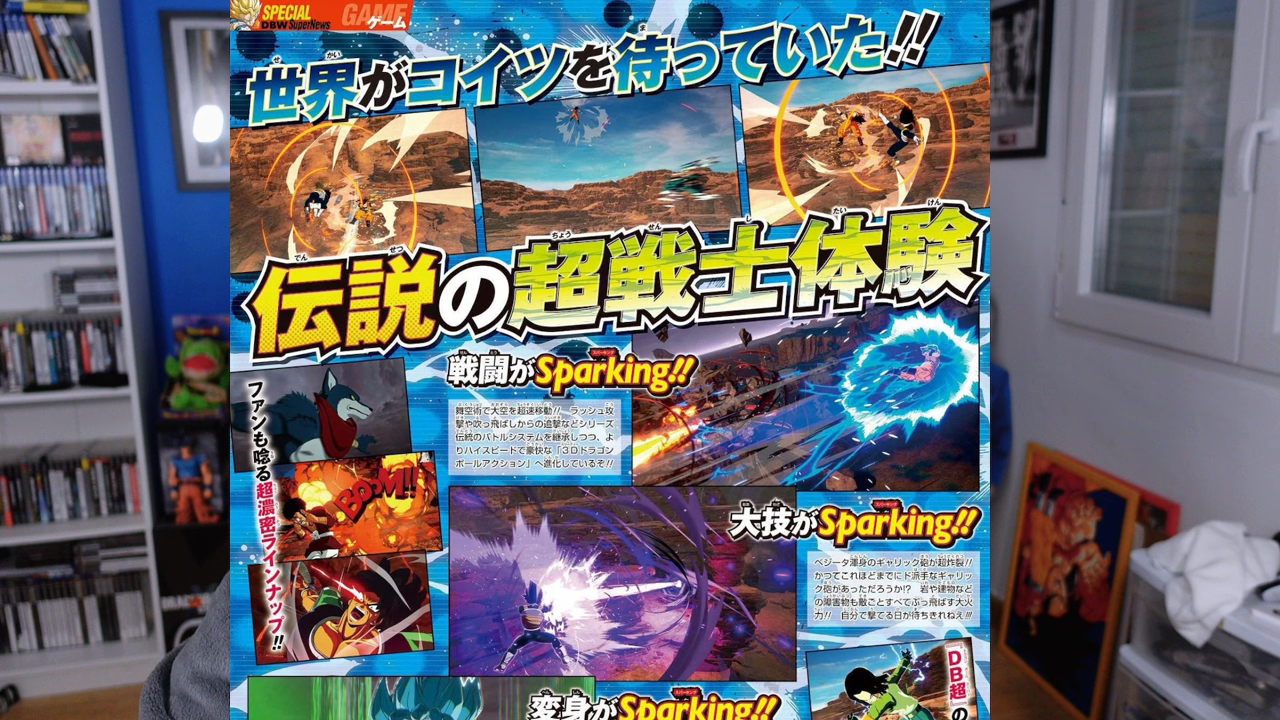 SPECIAL
DBW SuperNews
GAME
ゲーム
世界がコイツを待っていた!!
伝説の超戦士体験
戦闘がSparking!!
舞空術で大空を超速移動!! ラッシュ攻
撃や吹っ飛ばしからの追撃などシリーズ
伝統のバトルシステムを継承しつつ、よ
りハイスピードで豪快な「3Dドラゴン
ボールアクション」へ進化しているぞ!!
ファンも唸る超濃密ラインナップ!!
BOOM!!
大技がSparking!!
ベジータ渾身のギャリック砲が超炸裂!!
かつてこれほどまでにド派手なギャリッ
ク砲があっただろうか!? 岩や建物など
の障害物も敵ごとすべてぶっ飛ばす大火
力!! 自分で撃てる日が待ちきれねえ!!!
変身がSparking!!
『DB超』の